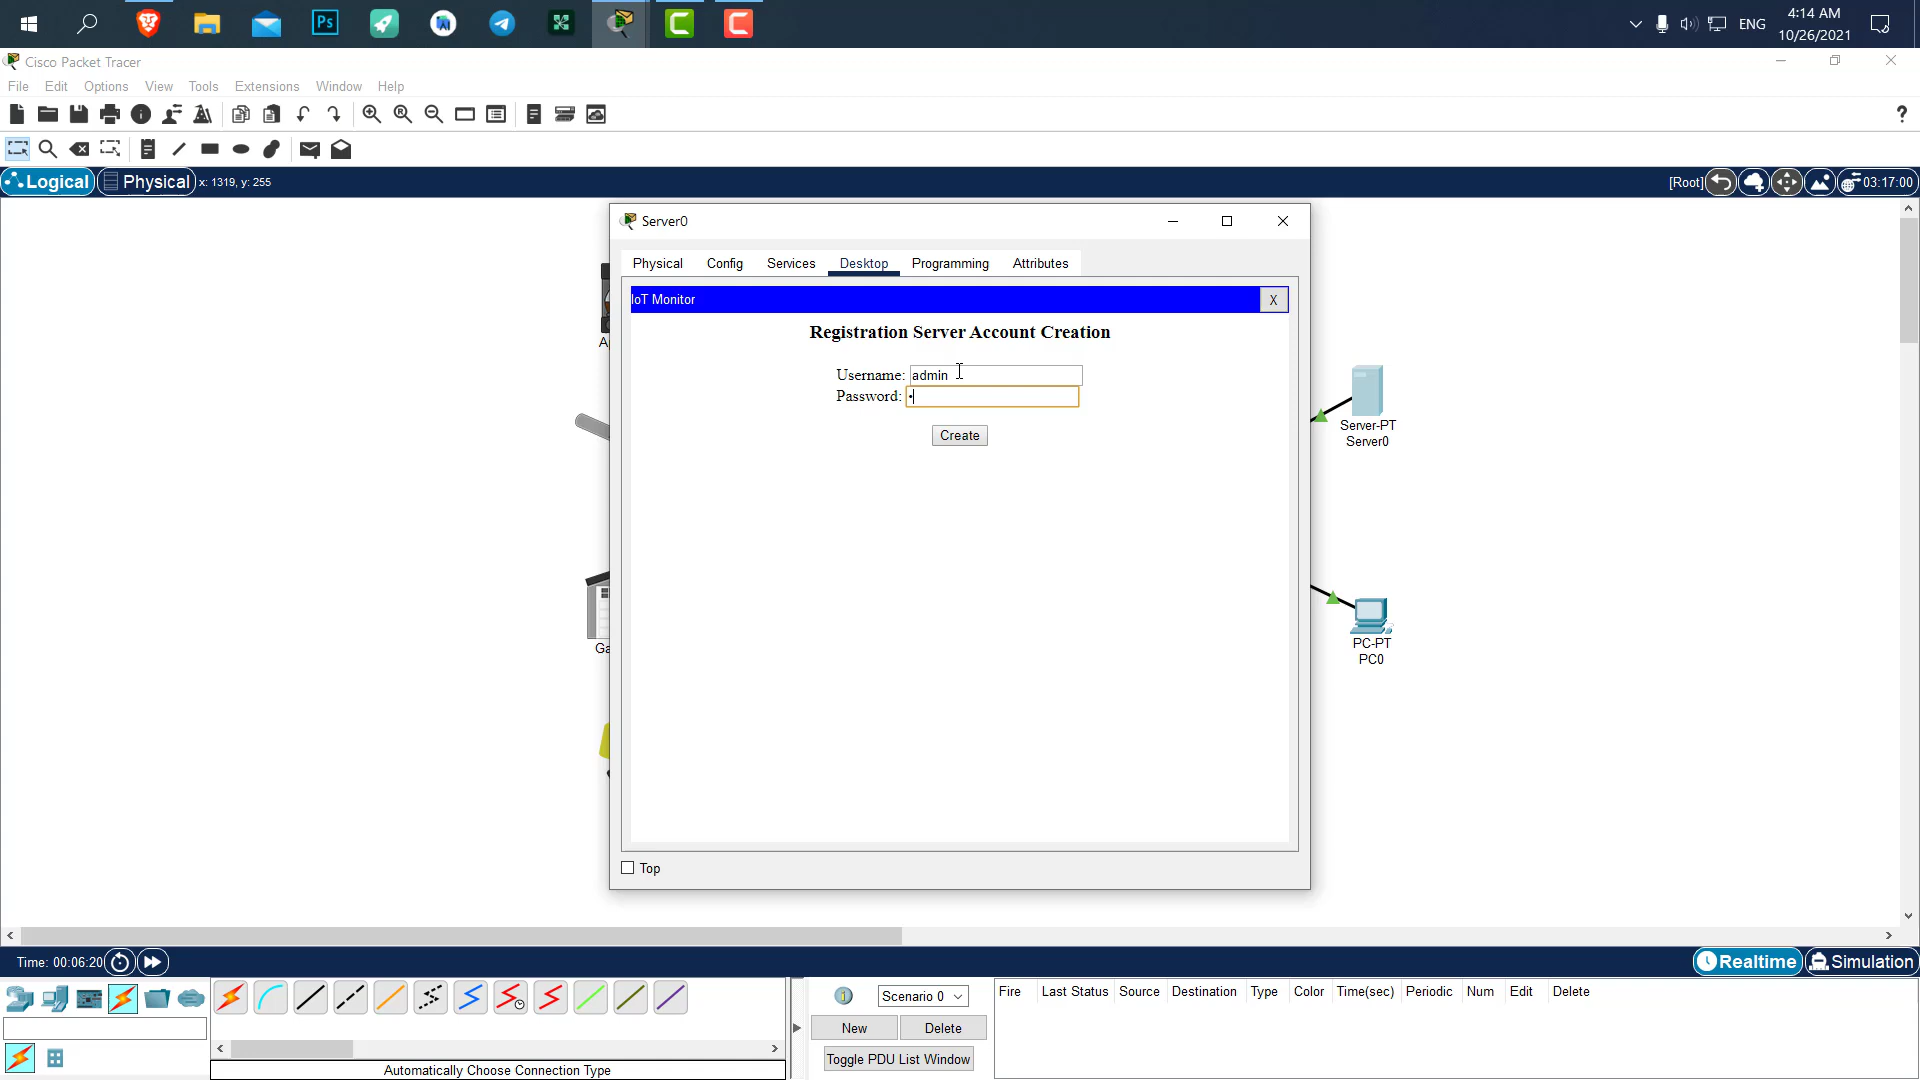 Ps
ENG
4:14 AM
10/26/2021
Cisco Packet Tracer
File Edit Options View Tools Extensions Window Help
Logical Physical x: 1319, y: 255
[Root] 03:17:00
Server0
Physical Config Services Desktop Programming Attributes
IoT Monitor X
Registration Server Account Creation
Username: admin
Password: •
Create
Top
Ap
Ga
Server-PT
Server0
PC-PT
PC0
Time: 00:06:20
Realtime Simulation
Scenario 0
New Delete
Toggle PDU List Window
Fire Last Status Source Destination Type Color Time(sec) Periodic Num Edit Delete
Automatically Choose Connection Type